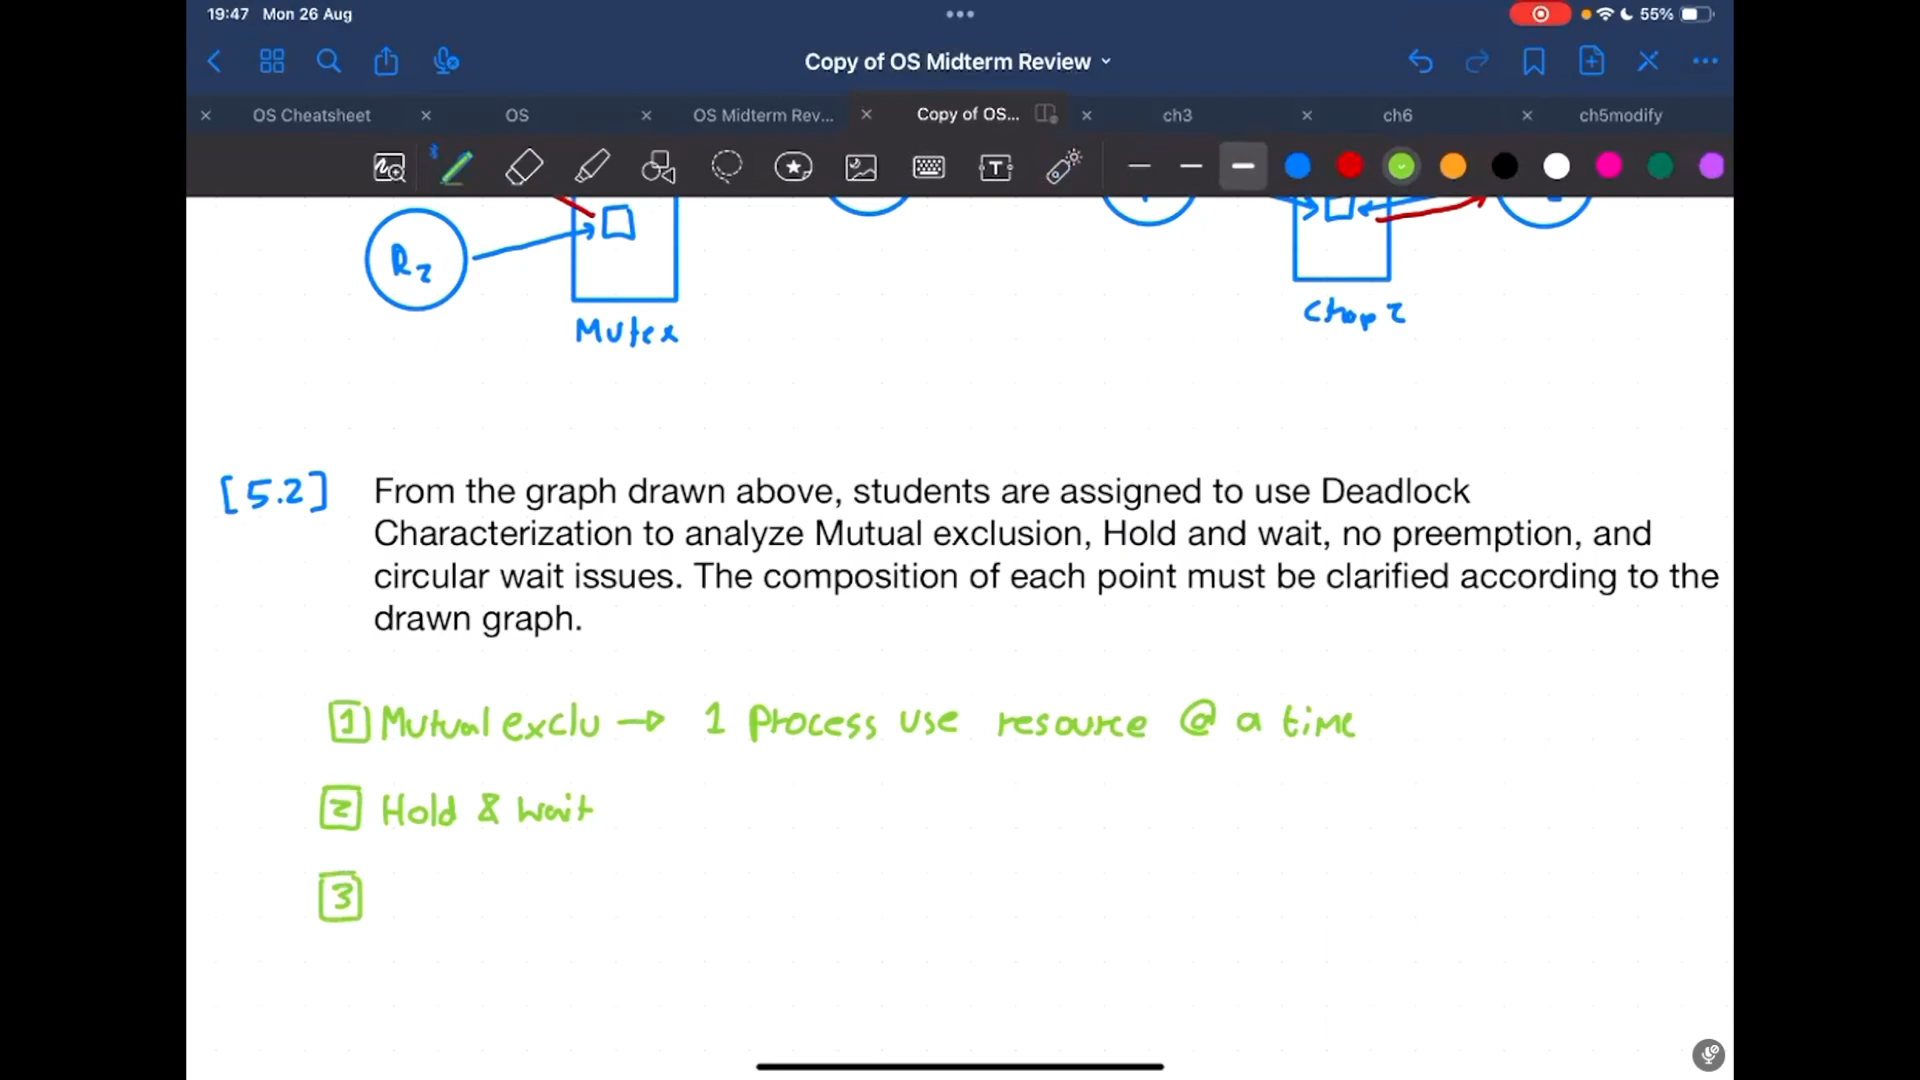 19:47 Mon 26 Aug
55%
Copy of OS Midterm Review
OS Cheatsheet
OS
OS Midterm Rev...
Copy of OS...
ch3
ch6
ch5modify
R2
Mutex
Chop 2
[5.2]
From the graph drawn above, students are assigned to use Deadlock
Characterization to analyze Mutual exclusion, Hold and wait, no preemption, and
circular wait issues. The composition of each point must be clarified according to the
drawn graph.
1 Mutual exclu → 1 Process use resource @ a time
2 Hold & wait
3